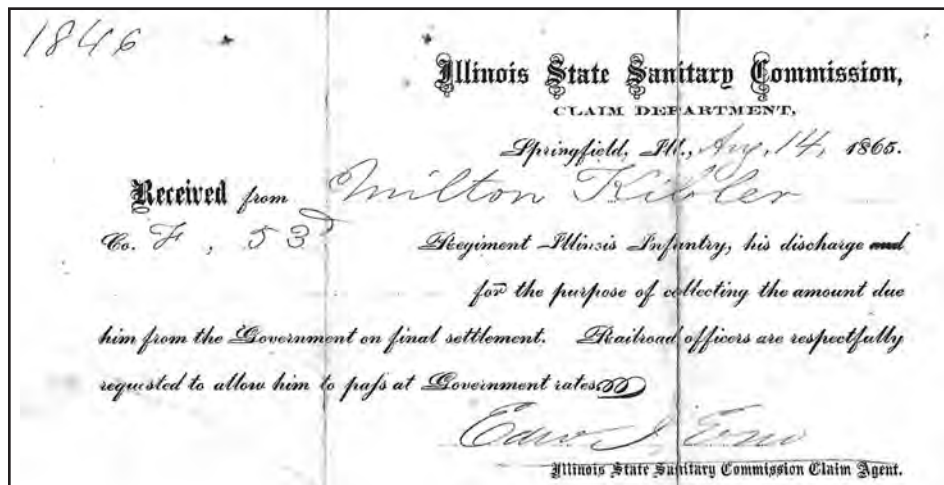 1846
Illinois State Sanitary Commission,
CLAIM DEPARTMENT,
Springfield, Ill., Aug. 14, 1865.
Received from Milton Kibler
Co. F, 53d Regiment Illinois Infantry, his discharge and
for the purpose of collecting the amount due
him from the Government on final settlement. Railroad officers are respectfully
requested to allow him to paſs at Government rates
Edw. J.
Illinois State Sanitary Commission Claim Agent.